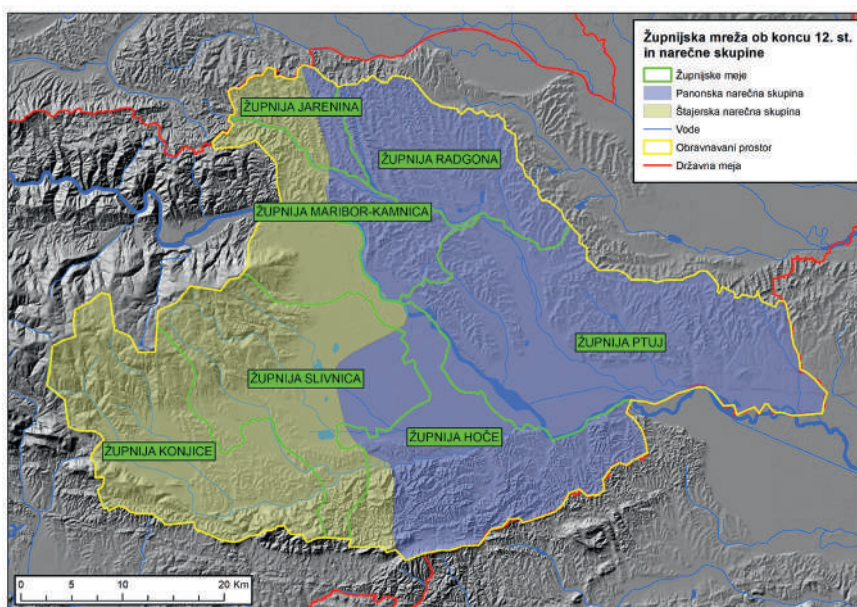 Župnijska mreža ob koncu 12. st.
in narečne skupine
Župnijske meje
Panonska narečna skupina
Štajerska narečna skupina
Vode
Obravnavani prostor
Državna meja
ŽUPNIJA JARENINA
ŽUPNIJA RADGONA
ŽUPNIJA MARIBOR-KAMNICA
ŽUPNIJA PTUJ
ŽUPNIJA SLIVNICA
ŽUPNIJA HOČE
ŽUPNIJA KONJICE
0 5 10 20 Km